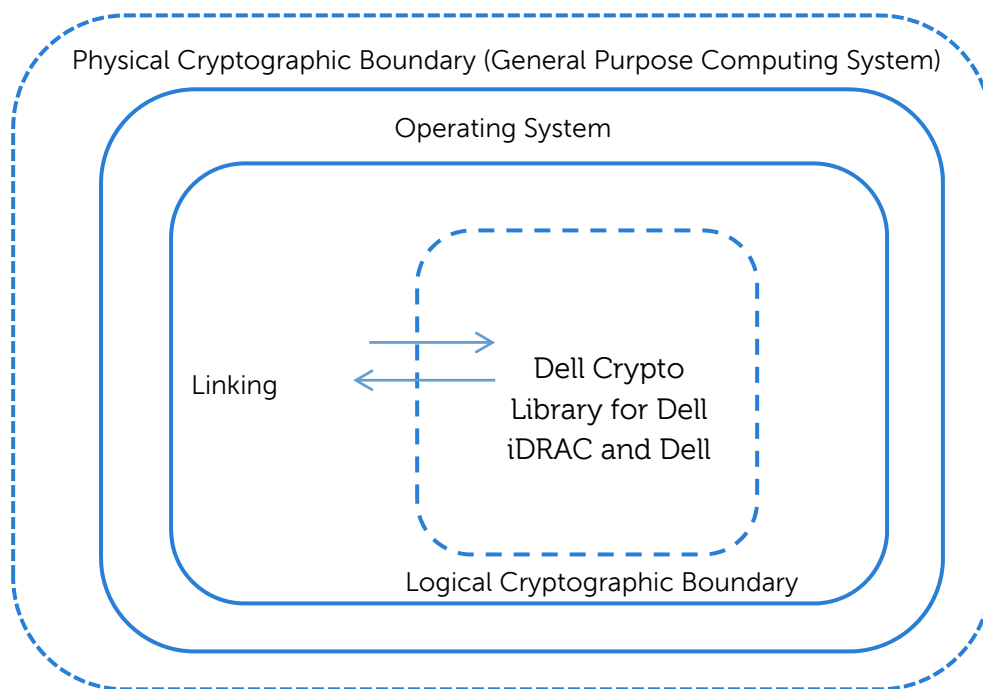 Physical Cryptographic Boundary (General Purpose Computing System)
Operating System
Linking
Dell Crypto
Library for Dell
iDRAC and Dell
Logical Cryptographic Boundary